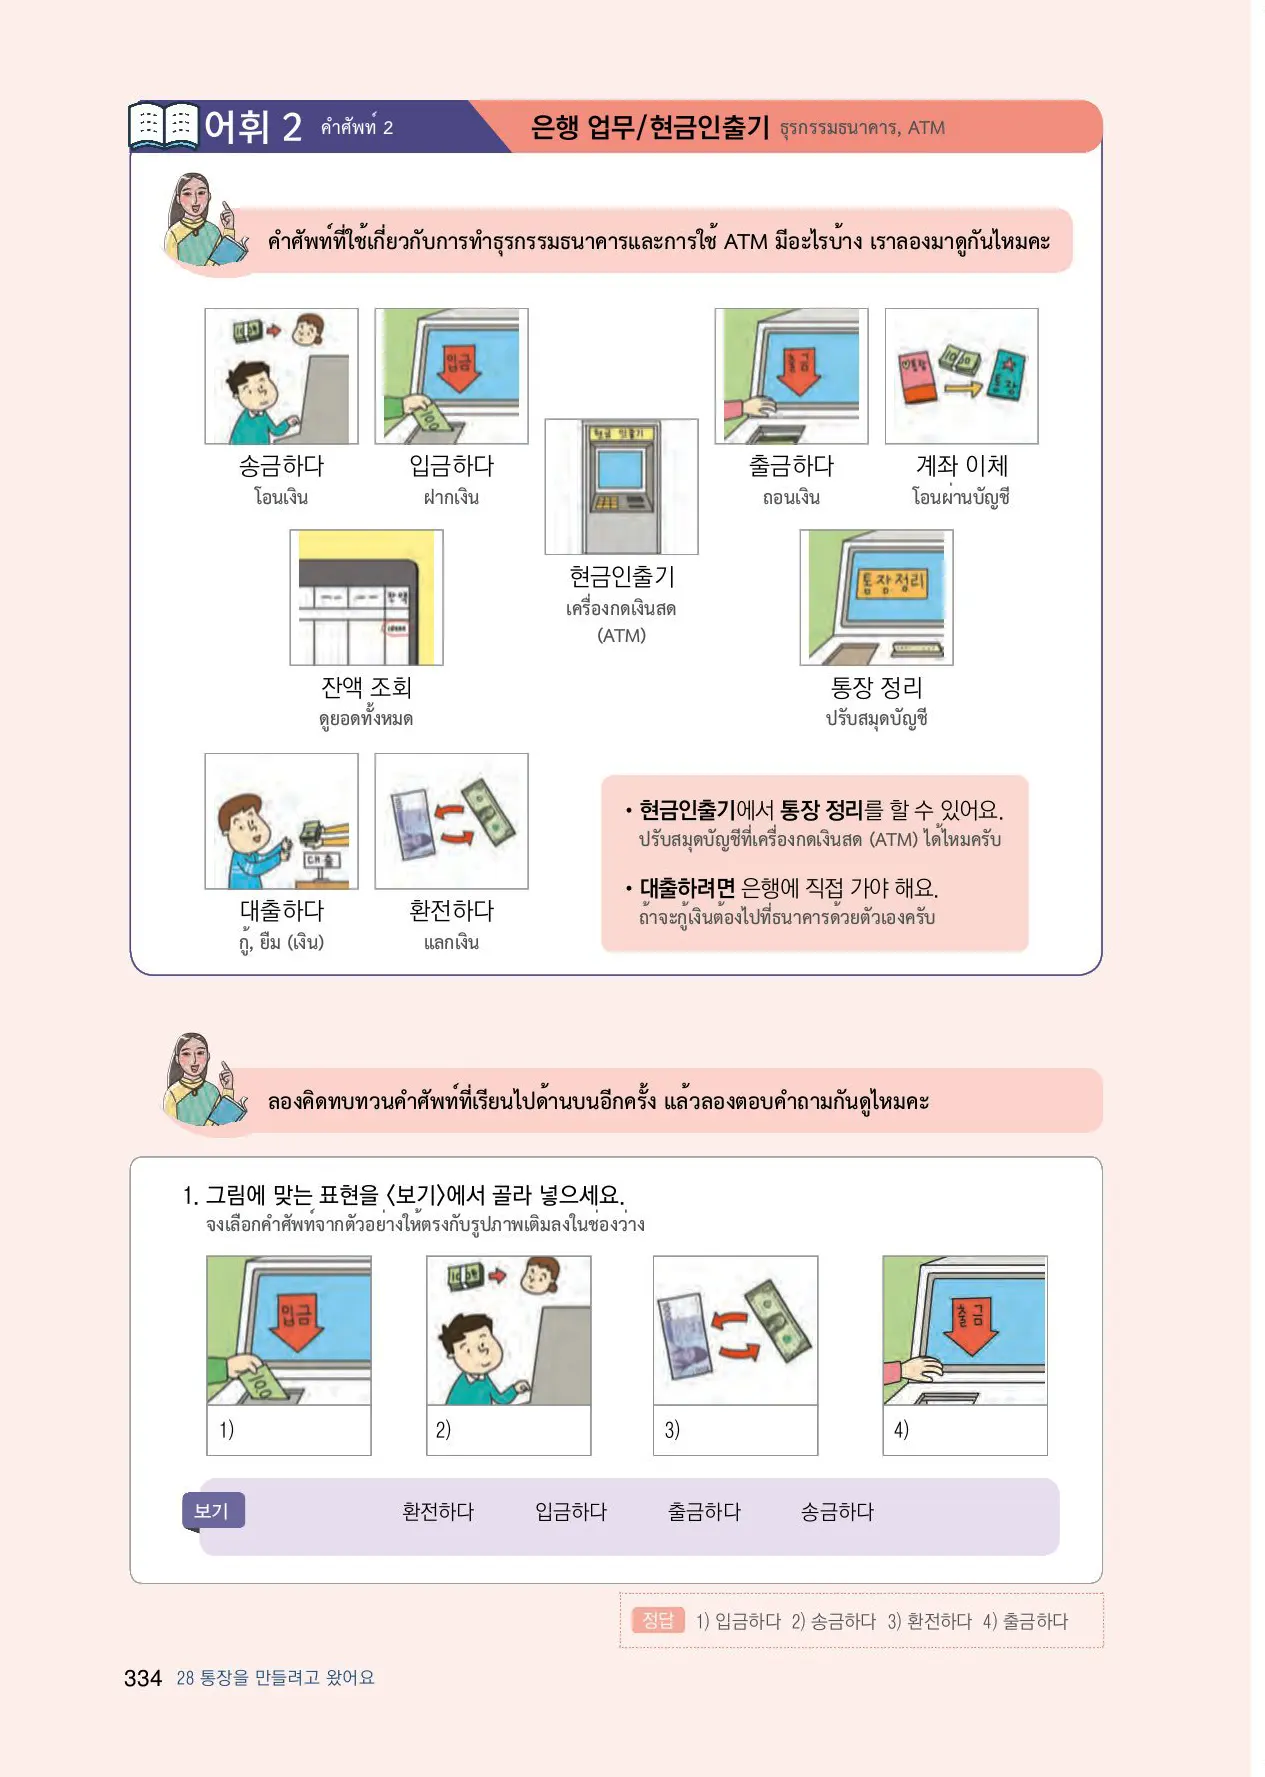 어휘 2 คำศัพท์ 2
은행 업무/현금인출기 ธุรกรรมธนาคาร, ATM
คำศัพท์ที่ใช้เกี่ยวกับการทำธุรกรรมธนาคารและการใช้ ATM มีอะไรบ้าง เราลองมาดูกันไหมคะ
입금
출금
통장
통장
송금하다
โอนเงิน
입금하다
ฝากเงิน
현금 인출기
현금인출기
เครื่องกดเงินสด
(ATM)
출금하다
ถอนเงิน
계좌 이체
โอนผ่านบัญชี
잔액
잔액 조회
ดูยอดทั้งหมด
통장정리
통장 정리
ปรับสมุดบัญชี
대출
대출하다
กู้, ยืม (เงิน)
환전하다
แลกเงิน
• 현금인출기에서 통장 정리를 할 수 있어요.
ปรับสมุดบัญชีที่เครื่องกดเงินสด (ATM) ได้ไหมครับ
• 대출하려면 은행에 직접 가야 해요.
ถ้าจะกู้เงินต้องไปที่ธนาคารด้วยตัวเองครับ
ลองคิดทบทวนคำศัพท์ที่เรียนไปด้านบนอีกครั้ง แล้วลองตอบคำถามกันดูไหมคะ
1. 그림에 맞는 표현을 〈보기〉에서 골라 넣으세요.
จงเลือกคำศัพท์จากตัวอย่างให้ตรงกับรูปภาพเติมลงในช่องว่าง
입금
출금
1) 2) 3) 4)
보기 환전하다 입금하다 출금하다 송금하다
정답 1) 입금하다 2) 송금하다 3) 환전하다 4) 출금하다
334 28 통장을 만들려고 왔어요